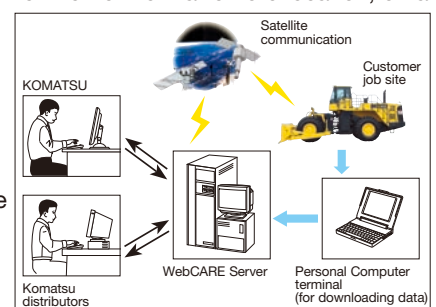 Satellite
communication
Customer
job site
KOMATSU
e
WebCARE Server
Personal Computer
terminal
(for downloading data)
Komatsu
distributors